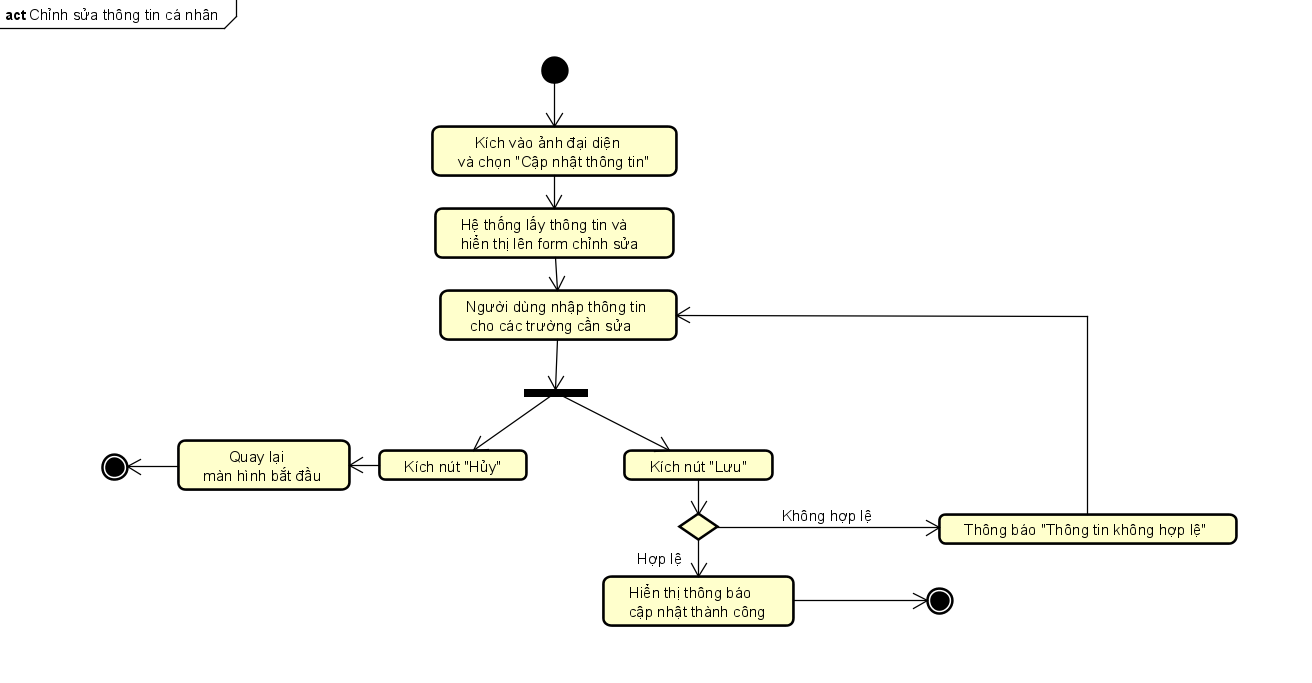 act Chỉnh sửa thông tin cá nhân
Kích vào ảnh đại diện
và chọn "Cập nhật thông tin"
Hệ thống lấy thông tin và
hiển thị lên form chỉnh sửa
Người dùng nhập thông tin
cho các trường cần sửa
Quay lại
màn hình bắt đầu
Kích nút "Hủy"
Kích nút "Lưu"
Không hợp lệ
Thông báo "Thông tin không hợp lệ"
Hợp lệ
Hiển thị thông báo
cập nhật thành công